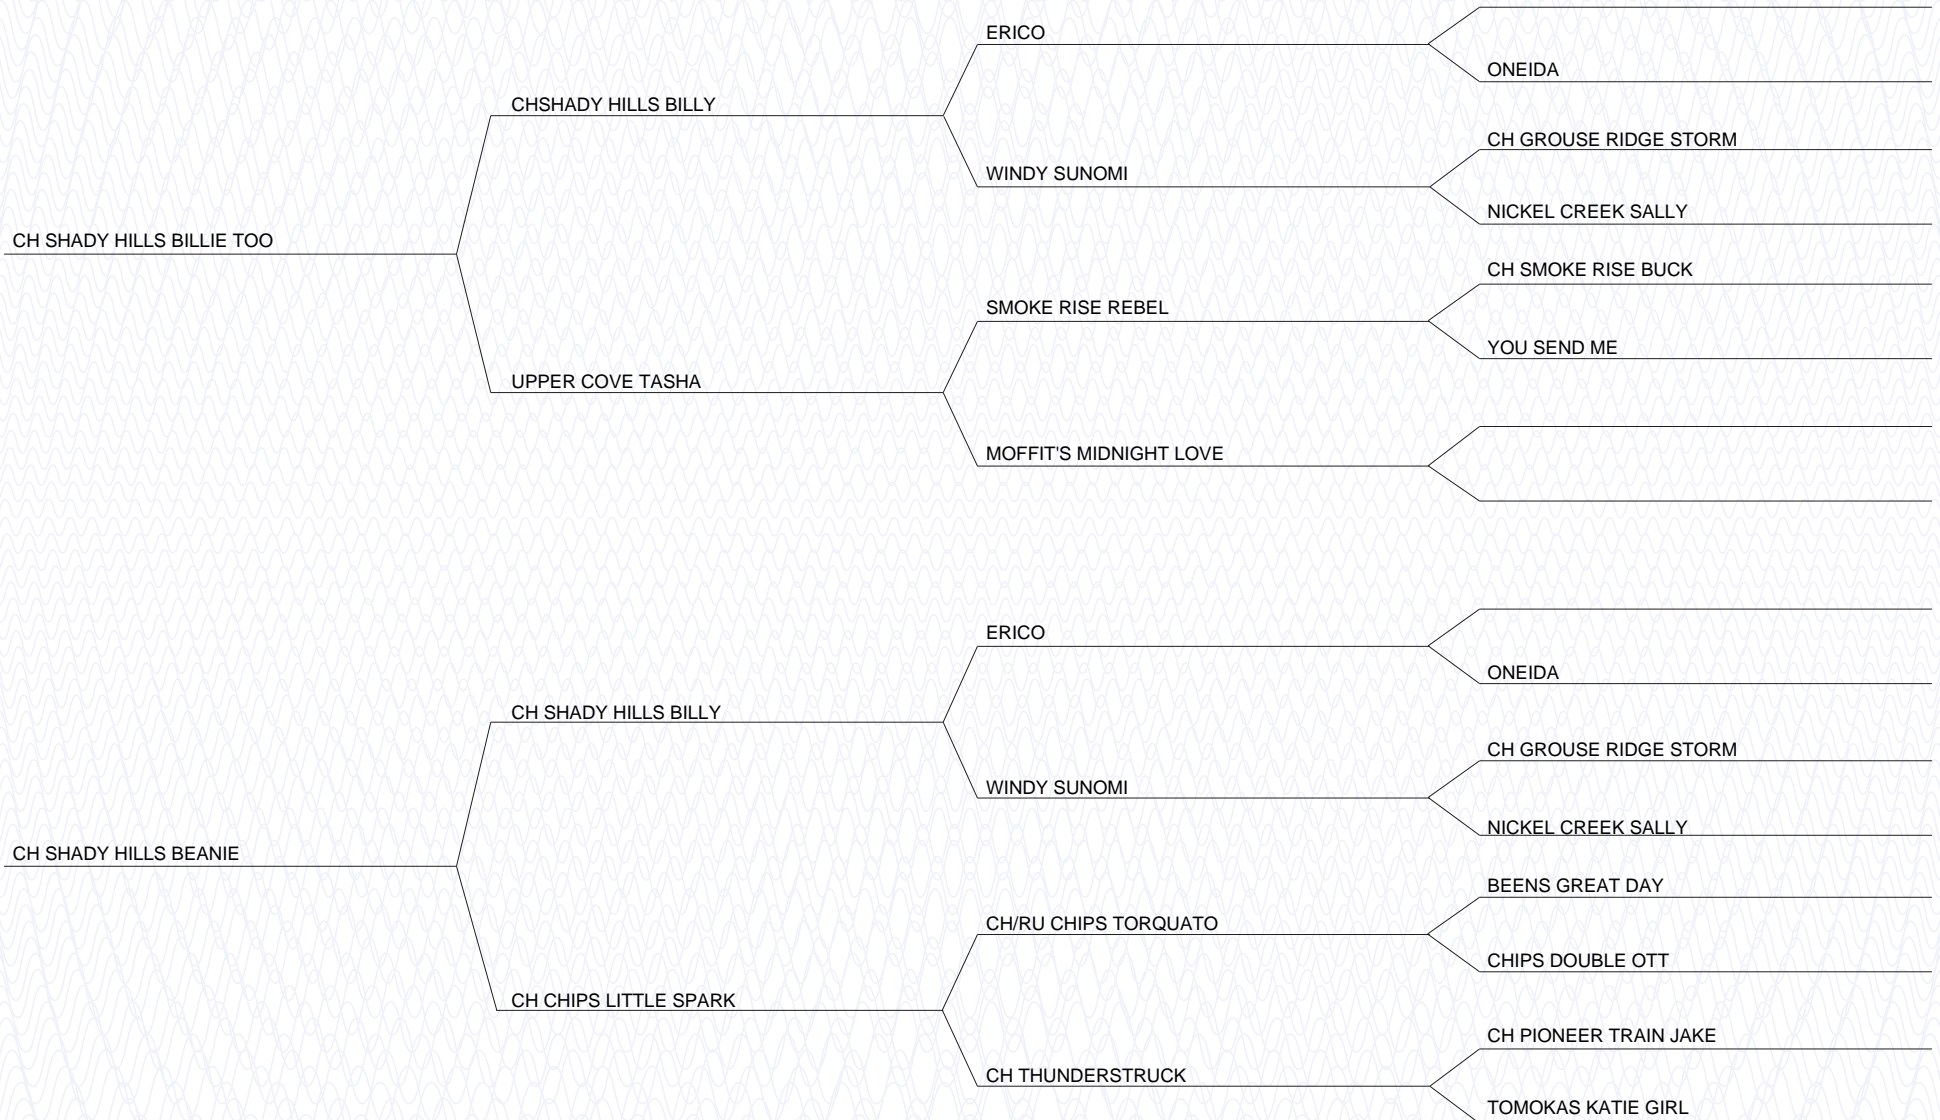 ERICO
ONEIDA
CHSHADY HILLS BILLY
CH GROUSE RIDGE STORM
WINDY SUNOMI
NICKEL CREEK SALLY
CH SHADY HILLS BILLIE TOO
CH SMOKE RISE BUCK
SMOKE RISE REBEL
YOU SEND ME
UPPER COVE TASHA
MOFFIT'S MIDNIGHT LOVE
ERICO
ONEIDA
CH SHADY HILLS BILLY
CH GROUSE RIDGE STORM
WINDY SUNOMI
NICKEL CREEK SALLY
CH SHADY HILLS BEANIE
BEENS GREAT DAY
CH/RU CHIPS TORQUATO
CHIPS DOUBLE OTT
CH CHIPS LITTLE SPARK
CH PIONEER TRAIN JAKE
CH THUNDERSTRUCK
TOMOKAS KATIE GIRL